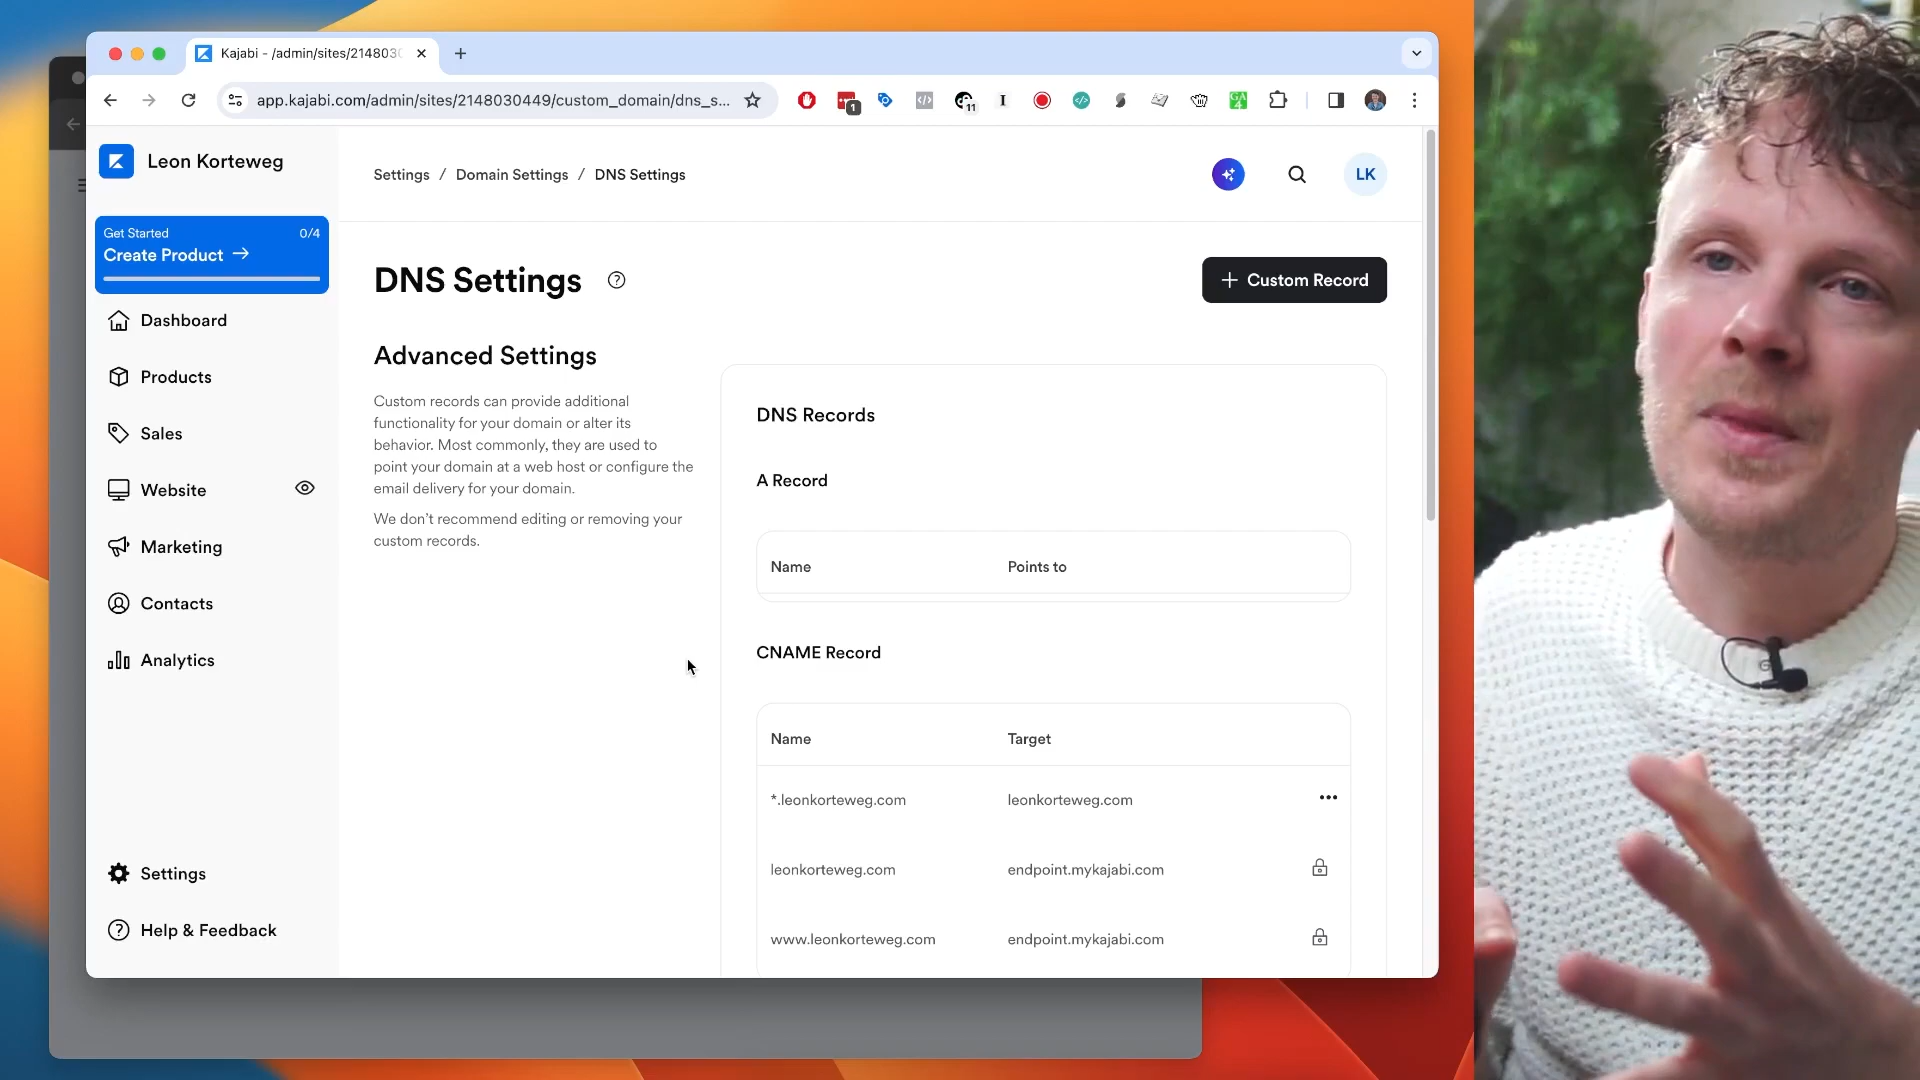 Kajabi - /admin/sites/214803
app.kajabi.com/admin/sites/2148030449/custom_domain/dns_s...
1
11
GA
4
Leon Korteweg
Settings / Domain Settings / DNS Settings
LK
Get Started 0/4
Create Product →
DNS Settings
+ Custom Record
Dashboard
Products
Sales
Website
Marketing
Contacts
Analytics
Settings
Help & Feedback
Advanced Settings
Custom records can provide additional
functionality for your domain or alter its
behavior. Most commonly, they are used to
point your domain at a web host or configure the
email delivery for your domain.
We don’t recommend editing or removing your
custom records.
DNS Records
A Record
Name Points to
CNAME Record
Name Target
*.leonkorteweg.com leonkorteweg.com
leonkorteweg.com endpoint.mykajabi.com
www.leonkorteweg.com endpoint.mykajabi.com